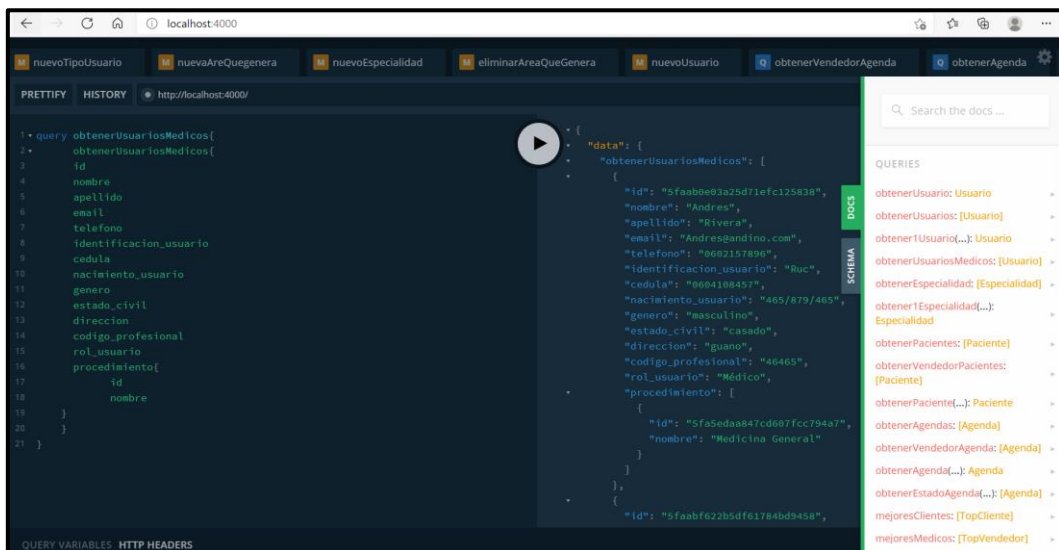 localhost:4000
M nuevoTipoUsuario
M nuevaAreQuegenera
M nuevoEspecialidad
M eliminarAreaQueGenera
M nuevoUsuario
Q obtenerVendedorAgenda
Q obtenerAgenda
PRETTIFY HISTORY http://localhost:4000/
1 query obtenerUsuariosMedicos{
2 obtenerUsuariosMedicos{
3 id
4 nombre
5 apellido
6 email
7 telefono
8 identificacion_usuario
9 cedula
10 nacimiento_usuario
11 genero
12 estado_civil
13 direccion
14 codigo_profesional
15 rol_usuario
16 procedimiento{
17 id
18 nombre
19 }
20 }
21 }
QUERY VARIABLES HTTP HEADERS
{
"data": {
"obtenerUsuariosMedicos": [
{
"id": "5faab0e03a25d71efc125838",
"nombre": "Andres",
"apellido": "Rivera",
"email": "Andres@andino.com",
"telefono": "0602157896",
"identificacion_usuario": "Ruc",
"cedula": "0604108457",
"nacimiento_usuario": "465/879/465",
"genero": "masculino",
"estado_civil": "casado",
"direccion": "guano",
"codigo_profesional": "46465",
"rol_usuario": "Médico",
"procedimiento": [
{
"id": "5fa5edaa847cd607fcc794a7",
"nombre": "Medicina General"
}
]
},
{
"id": "5faabf622b5df61784bd9458",
DOCS
SCHEMA
Search the docs ...
QUERIES
obtenerUsuario: Usuario
obtenerUsuarios: [Usuario]
obtener1Usuario(...): Usuario
obtenerUsuariosMedicos: [Usuario]
obtenerEspecialidad: [Especialidad]
obtener1Especialidad(...):
Especialidad
obtenerPacientes: [Paciente]
obtenerVendedorPacientes:
[Paciente]
obtenerPaciente(...): Paciente
obtenerAgendas: [Agenda]
obtenerVendedorAgenda: [Agenda]
obtenerAgenda(...): Agenda
obtenerEstadoAgenda(...): [Agenda]
mejoresClientes: [TopCliente]
mejoresMedicos: [TopVendedor]